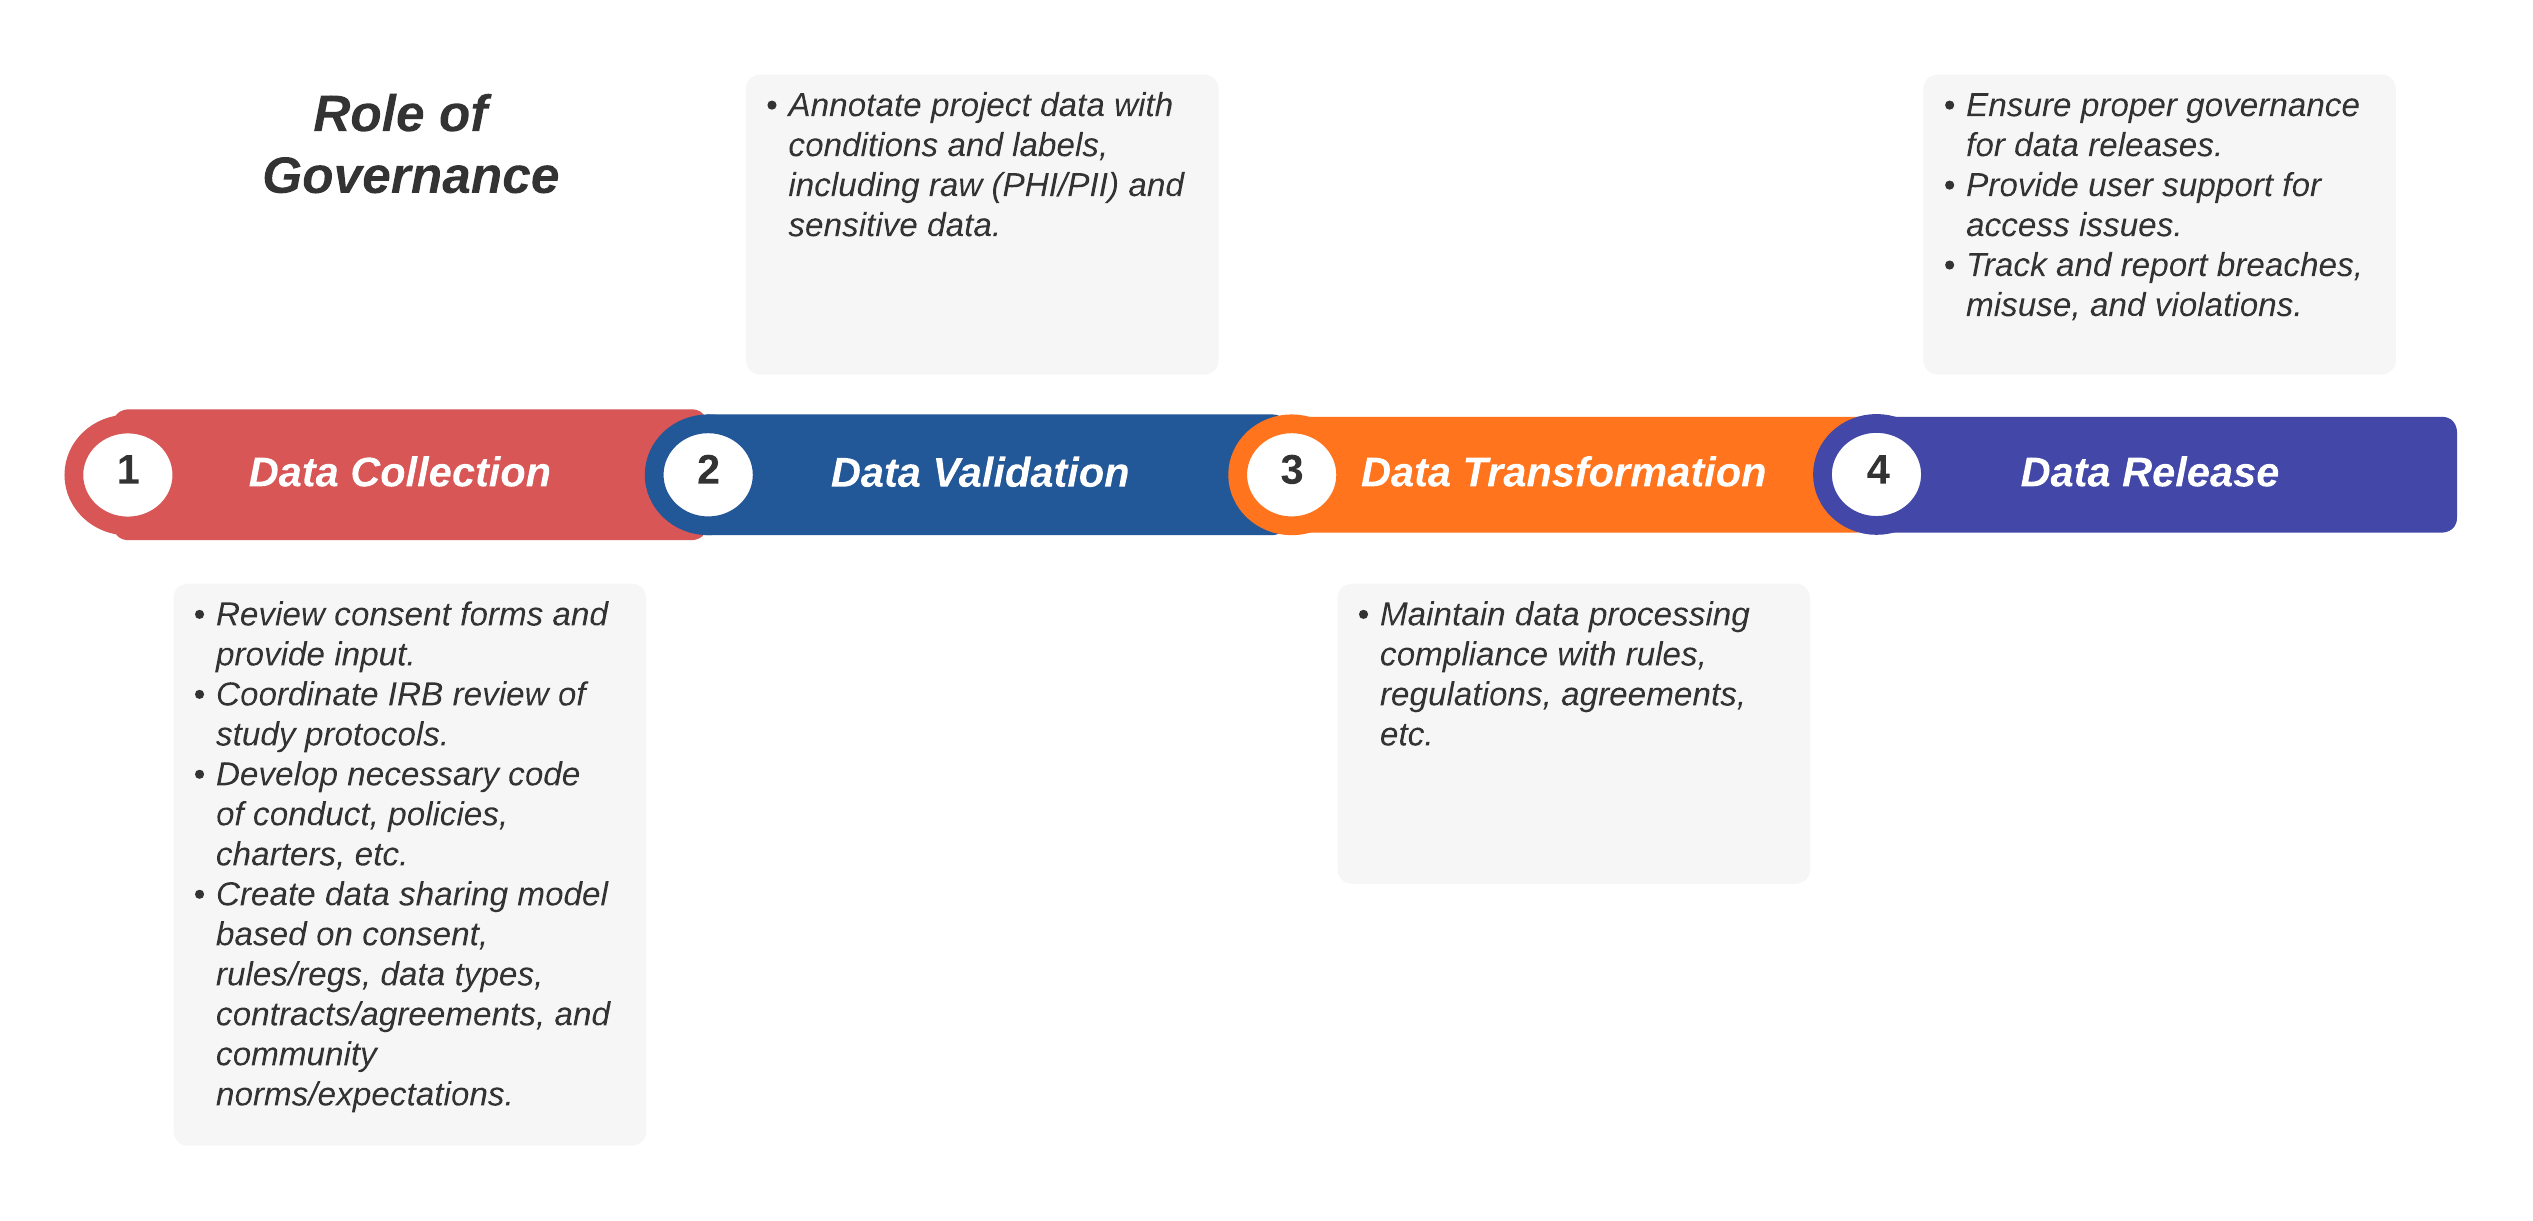 Role of
Governance
• Annotate project data with
conditions and labels,
including raw (PHI/PII) and
sensitive data.
• Ensure proper governance
for data releases.
• Provide user support for
access issues.
• Track and report breaches,
misuse, and violations.
1 Data Collection
2 Data Validation
3 Data Transformation
4 Data Release
• Review consent forms and
provide input.
• Coordinate IRB review of
study protocols.
• Develop necessary code
of conduct, policies,
charters, etc.
• Create data sharing model
based on consent,
rules/regs, data types,
contracts/agreements, and
community
norms/expectations.
• Maintain data processing
compliance with rules,
regulations, agreements,
etc.